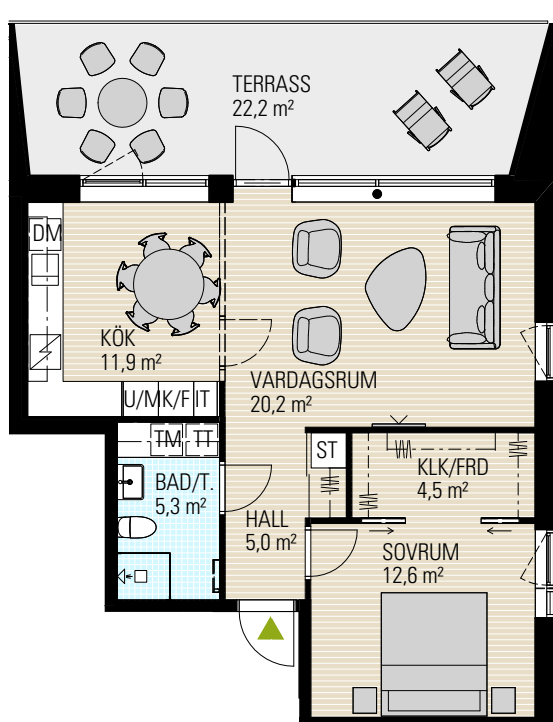 TERRASS
22,2 m²
DM
KÖK
11,9 m²
U/M K/F IT
VARDAGSRUM
20,2 m²
TM TT
ST
BAD/T.
5,3 m²
KLK/FRD
4,5 m²
HALL
5,0 m²
SOVRUM
12,6 m²